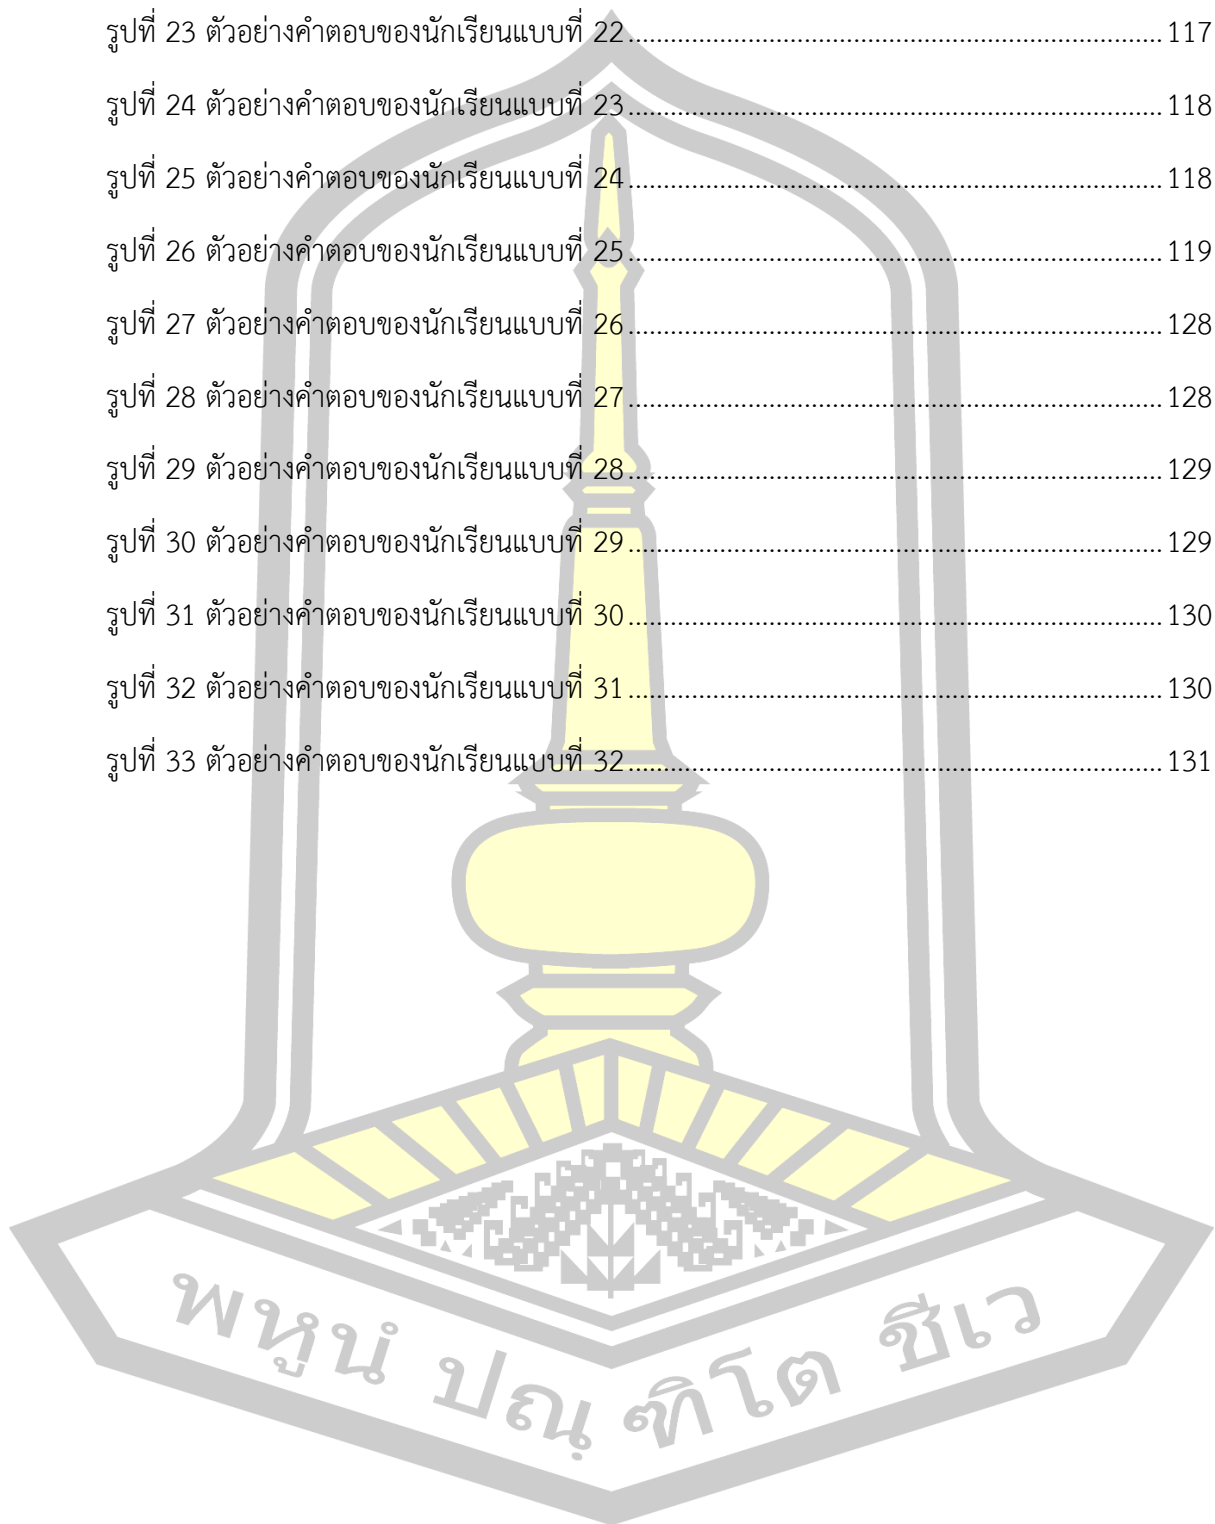 รูปที่ 23 ตัวอย่างคำตอบของนักเรียนแบบที่ 22 ........................................................................................ 117
รูปที่ 24 ตัวอย่างคำตอบของนักเรียนแบบที่ 23 ........................................................................................ 118
รูปที่ 25 ตัวอย่างคำตอบของนักเรียนแบบที่ 24 ........................................................................................ 118
รูปที่ 26 ตัวอย่างคำตอบของนักเรียนแบบที่ 25 ........................................................................................ 119
รูปที่ 27 ตัวอย่างคำตอบของนักเรียนแบบที่ 26 ........................................................................................ 128
รูปที่ 28 ตัวอย่างคำตอบของนักเรียนแบบที่ 27 ........................................................................................ 128
รูปที่ 29 ตัวอย่างคำตอบของนักเรียนแบบที่ 28 ........................................................................................ 129
รูปที่ 30 ตัวอย่างคำตอบของนักเรียนแบบที่ 29 ........................................................................................ 129
รูปที่ 31 ตัวอย่างคำตอบของนักเรียนแบบที่ 30 ........................................................................................ 130
รูปที่ 32 ตัวอย่างคำตอบของนักเรียนแบบที่ 31 ........................................................................................ 130
รูปที่ 33 ตัวอย่างคำตอบของนักเรียนแบบที่ 32 ........................................................................................ 131
พหูนํ ปณฺ ฑิโต ชีเว